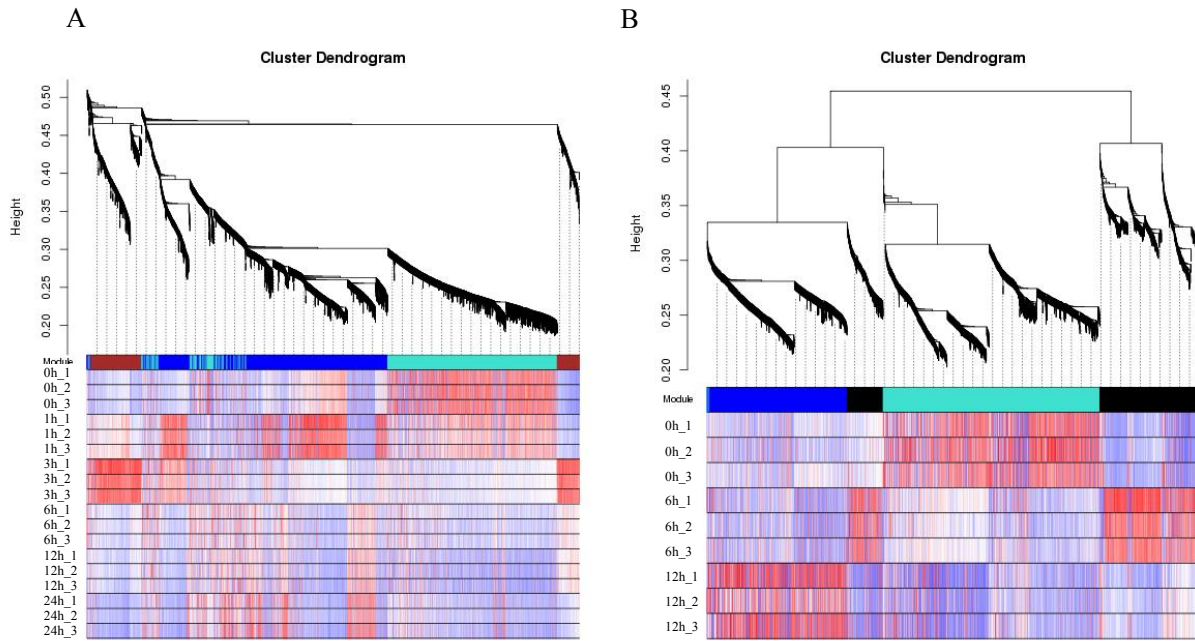 A
Cluster Dendrogram
Height
0.50
0.45
0.40
0.35
0.30
0.25
0.20
Module
0h_1
0h_2
0h_3
1h_1
1h_2
1h_3
3h_1
3h_2
3h_3
6h_1
6h_2
6h_3
12h_1
12h_2
12h_3
24h_1
24h_2
24h_3
B
Cluster Dendrogram
Height
0.45
0.40
0.35
0.30
0.25
0.20
Module
0h_1
0h_2
0h_3
6h_1
6h_2
6h_3
12h_1
12h_2
12h_3